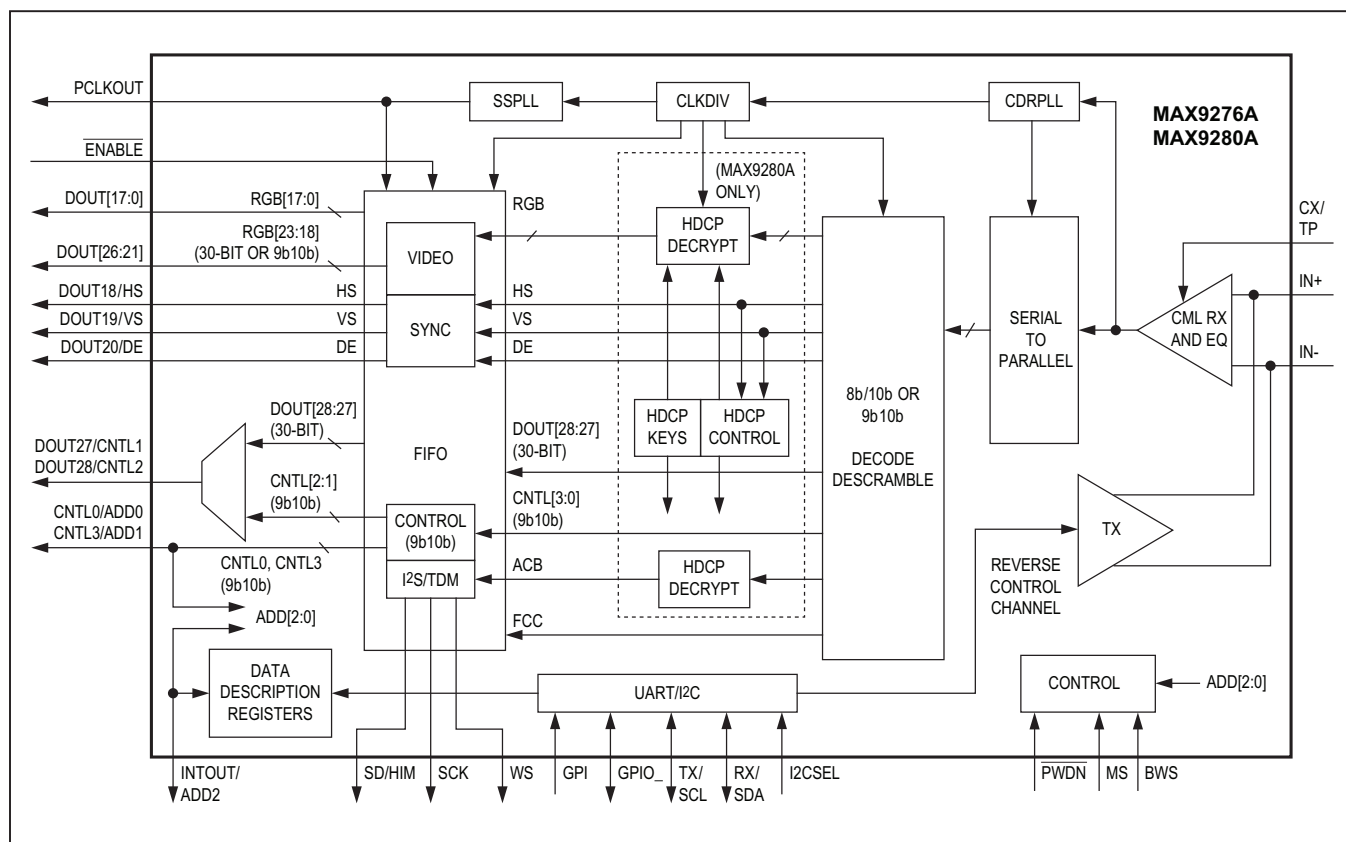 PCLKOUT
SSPLL
CLKDIV
CDRPLL
MAX9276A
MAX9280A
ENABLE
(MAX9280A
ONLY)
DOUT[17:0]
RGB[17:0]
RGB
HDCP
DECRYPT
CX/
TP
RGB[23:18]
(30-BIT OR 9b10b)
DOUT[26:21]
VIDEO
IN+
DOUT18/HS
HS
HS
DOUT19/VS
VS
SYNC
VS
DOUT20/DE
DE
DE
SERIAL
TO
PARALLEL
CML RX
AND EQ
IN-
8b/10b OR
9b10b
DECODE
DESCRAMBLE
DOUT[28:27]
(30-BIT)
HDCP
KEYS
HDCP
CONTROL
DOUT27/CNTL1
DOUT28/CNTL2
FIFO
DOUT[28:27]
(30-BIT)
CNTL[2:1]
(9b10b)
CNTL[3:0]
(9b10b)
CNTL0/ADD0
CNTL3/ADD1
CONTROL
(9b10b)
TX
CNTL0, CNTL3
(9b10b)
I2S/TDM
ACB
HDCP
DECRYPT
REVERSE
CONTROL
CHANNEL
ADD[2:0]
FCC
DATA
DESCRIPTION
REGISTERS
UART/I2C
CONTROL
ADD[2:0]
INTOUT/
ADD2
SD/HIM
SCK
WS
GPI
GPIO_
TX/
SCL
RX/
SDA
I2CSEL
PWDN
MS
BWS